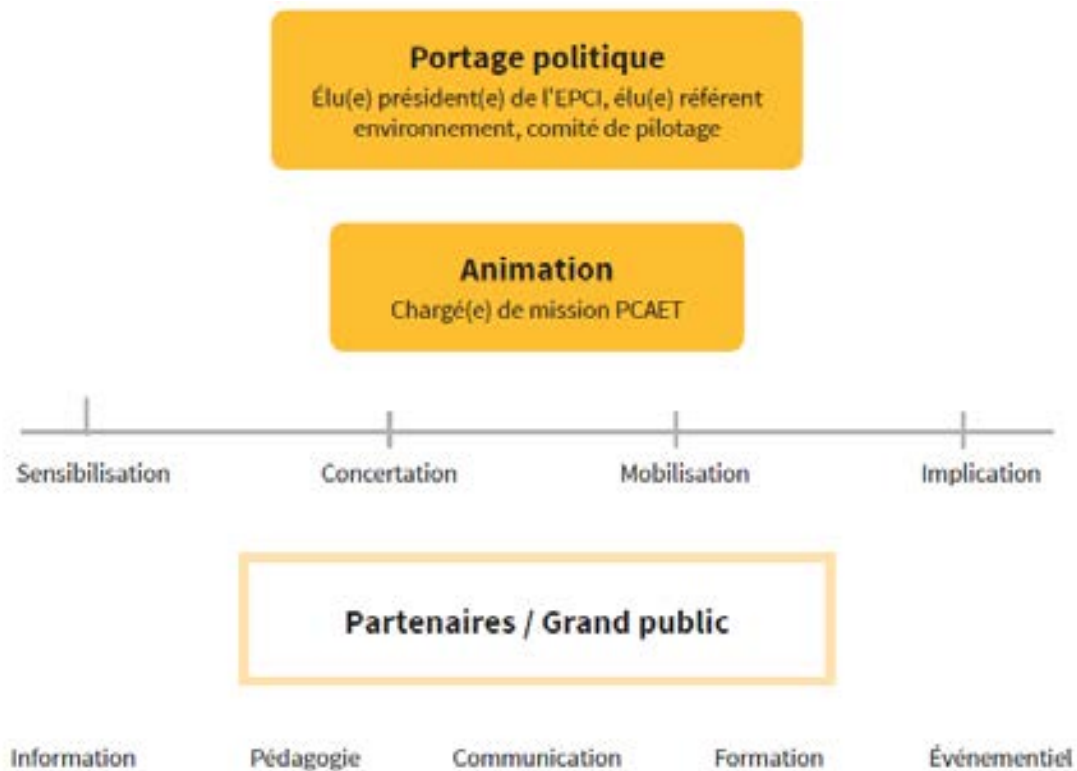 Portage politique
Élu(e) président(e) de l'EPCI, élu(e) référent
environnement, comité de pilotage
Animation
Chargé(e) de mission PCAET
Sensibilisation Concertation Mobilisation Implication
Partenaires / Grand public
Information Pédagogie Communication Formation Événementiel